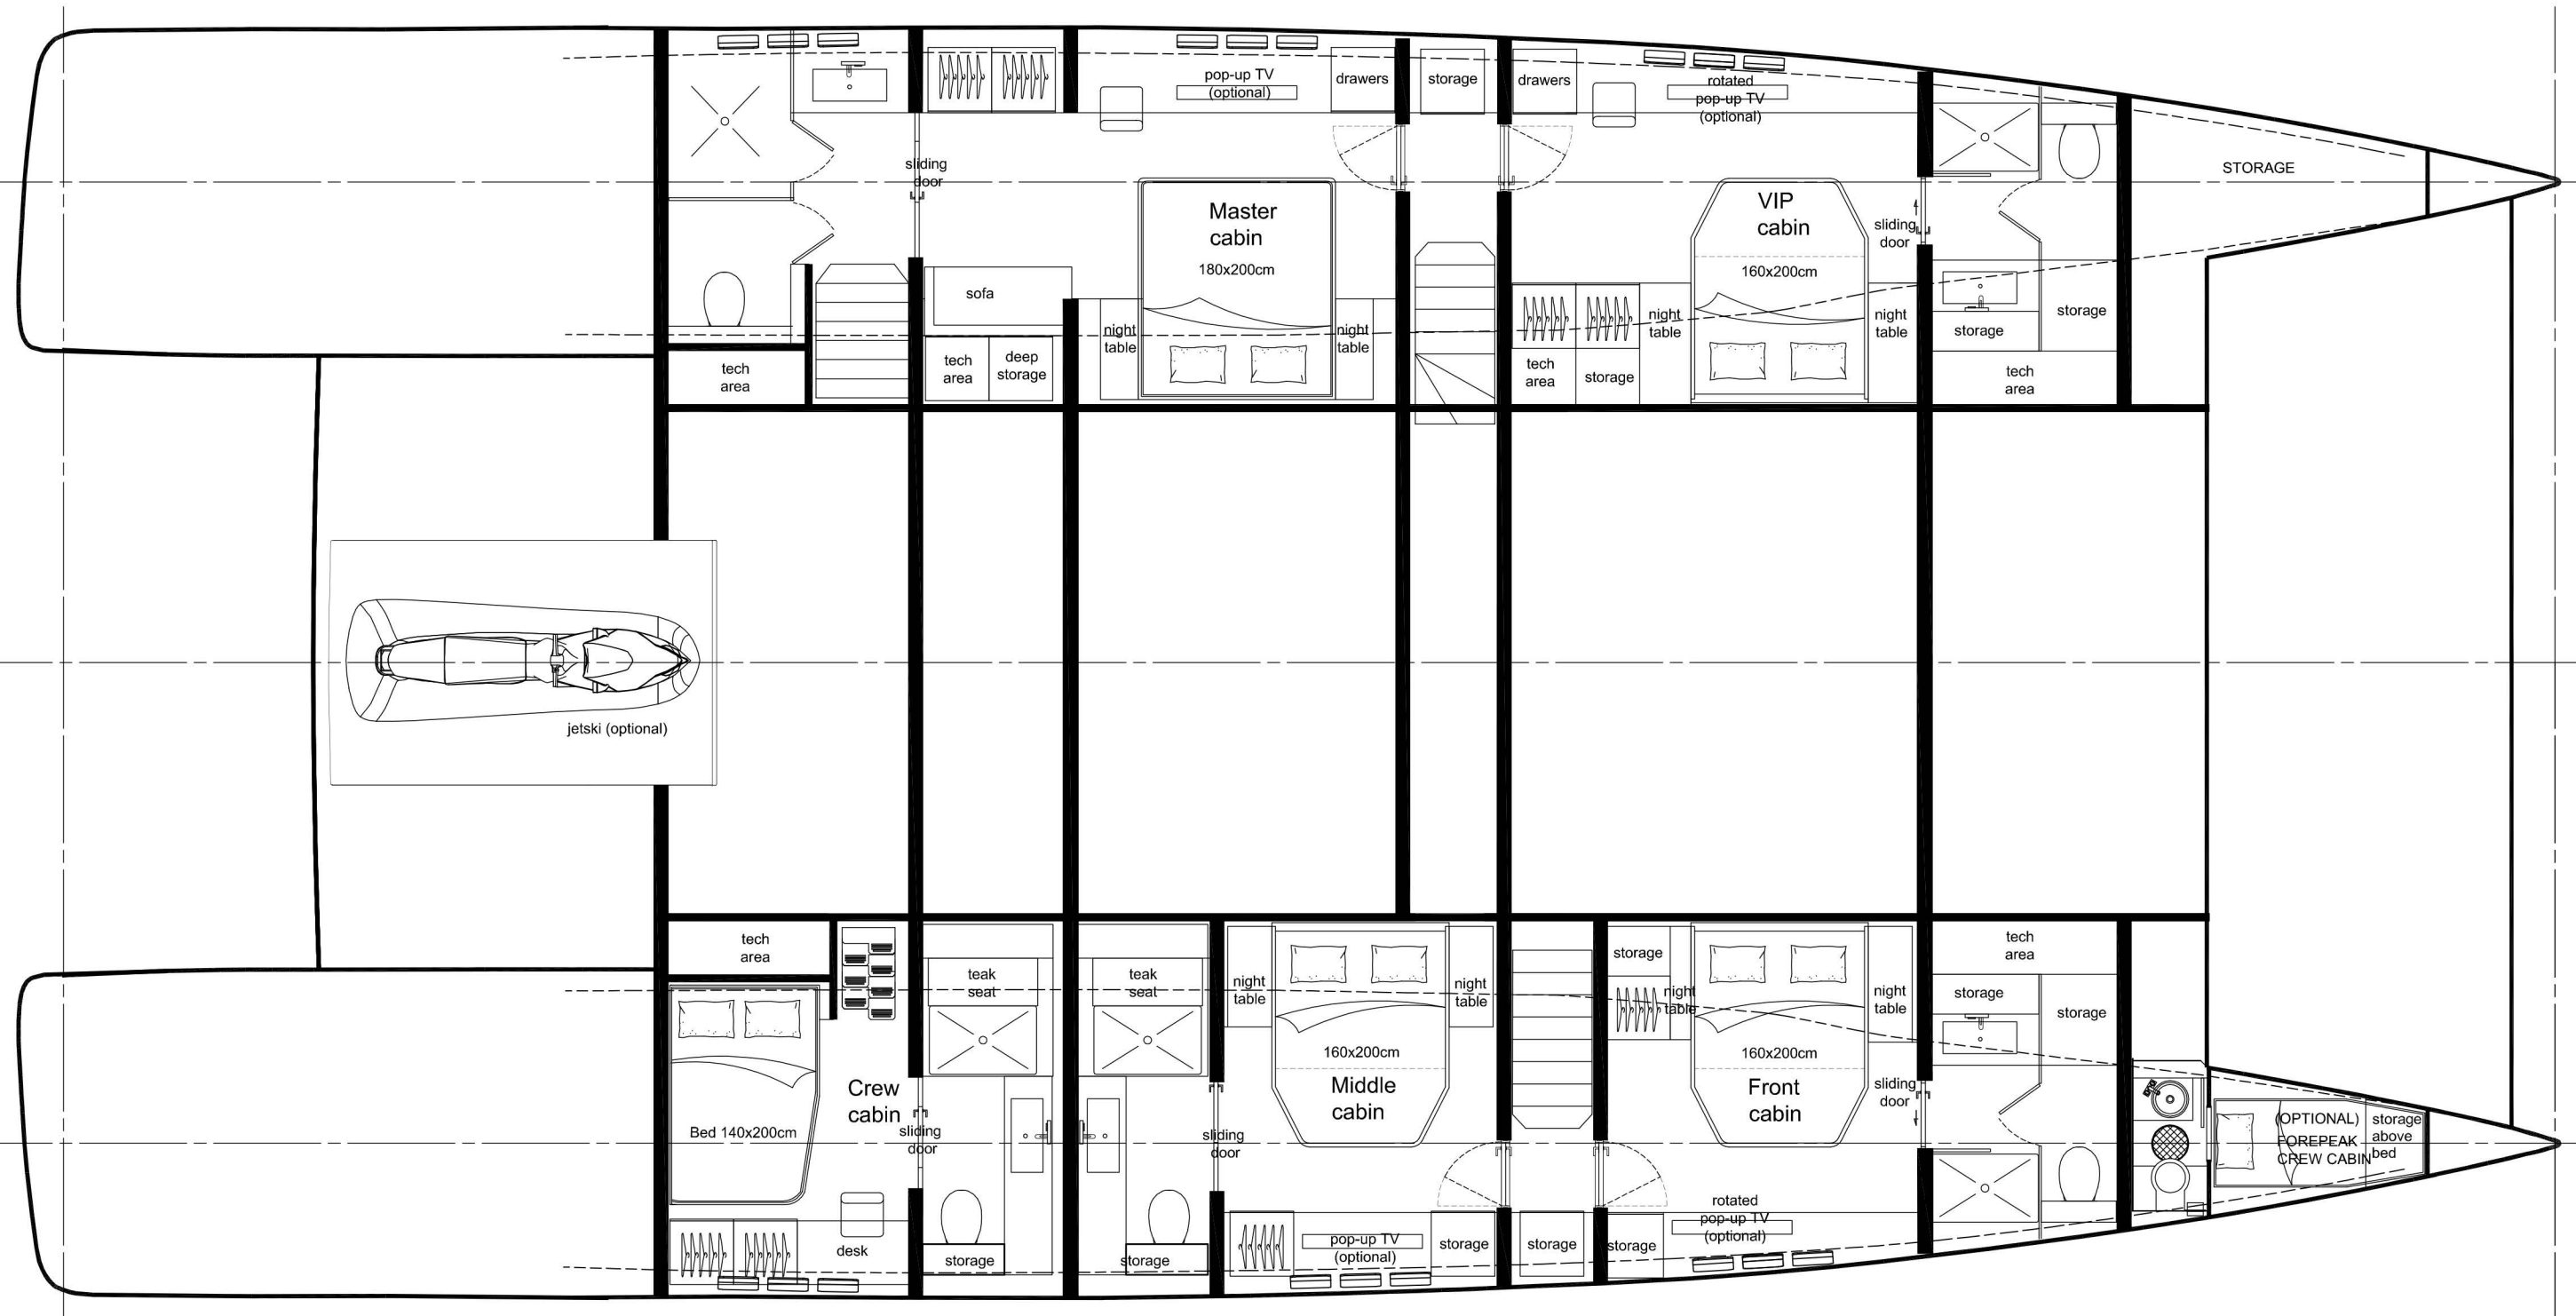 pop-up TV
(optional)
drawers
storage
drawers
rotated
pop-up TV
(optional)
sliding
door
STORAGE
Master
cabin
180x200cm
VIP
cabin
160x200cm
sliding
door
sofa
night
table
night
table
night
table
night
table
storage
storage
tech
area
tech
area
deep
storage
tech
area
storage
tech
area
jetski (optional)
tech
area
teak
seat
teak
seat
night
table
night
table
storage
night
table
night
table
tech
area
storage
storage
160x200cm
Middle
cabin
160x200cm
Front
cabin
sliding
door
Crew
cabin
Bed 140x200cm
sliding
door
sliding
door
(OPTIONAL)
FOREPEAK
CREW CABIN
storage
above
bed
desk
storage
storage
pop-up TV
(optional)
storage
storage
storage
rotated
pop-up TV
(optional)